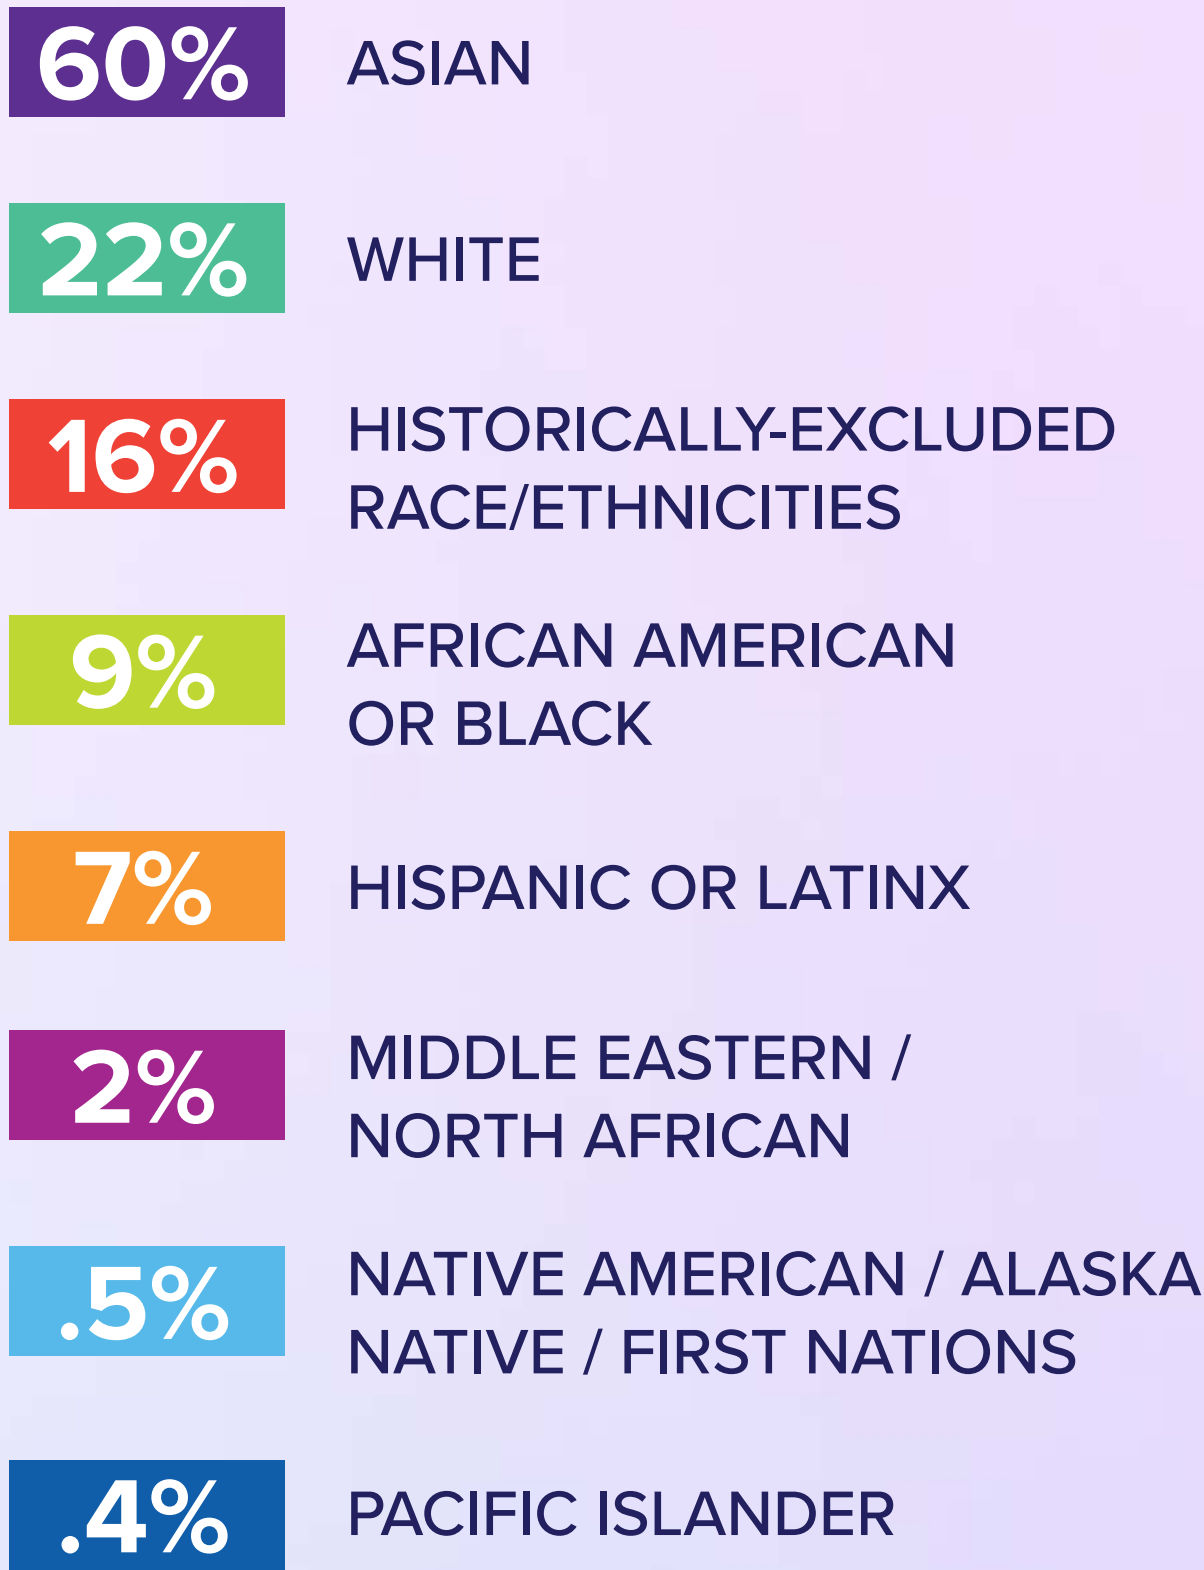 60% ASIAN
22% WHITE
16% HISTORICALLY-EXCLUDED
RACE/ETHNICITIES
9% AFRICAN AMERICAN
OR BLACK
7% HISPANIC OR LATINX
2% MIDDLE EASTERN /
NORTH AFRICAN
.5% NATIVE AMERICAN / ALASKA
NATIVE / FIRST NATIONS
.4% PACIFIC ISLANDER